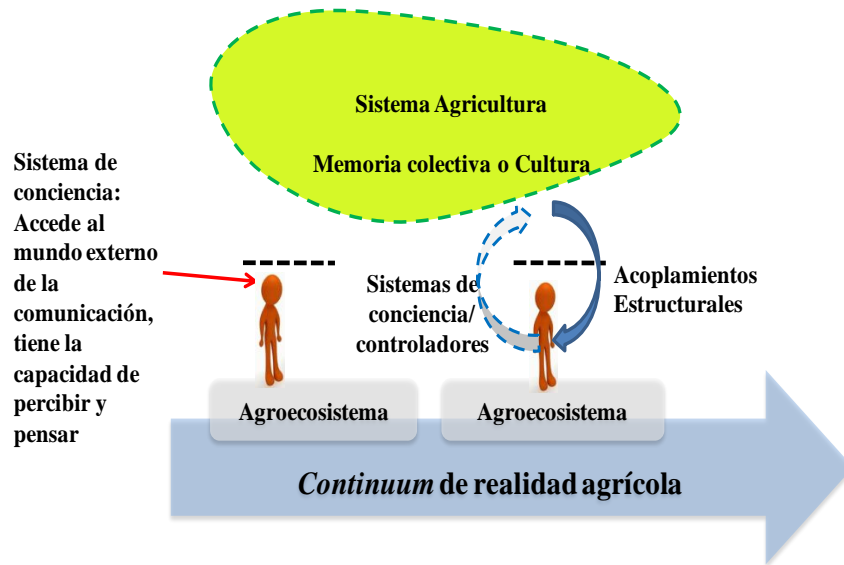 Sistema Agricultura
Memoria colectiva o Cultura
Sistema de
conciencia:
Accede al
mundo externo
de la
comunicación,
tiene la
capacidad de
percibir y
pensar
Sistemas de
conciencia/
controladores
Acoplamientos
Estructurales
Agroecosistema
Agroecosistema
Continuum de realidad agrícola